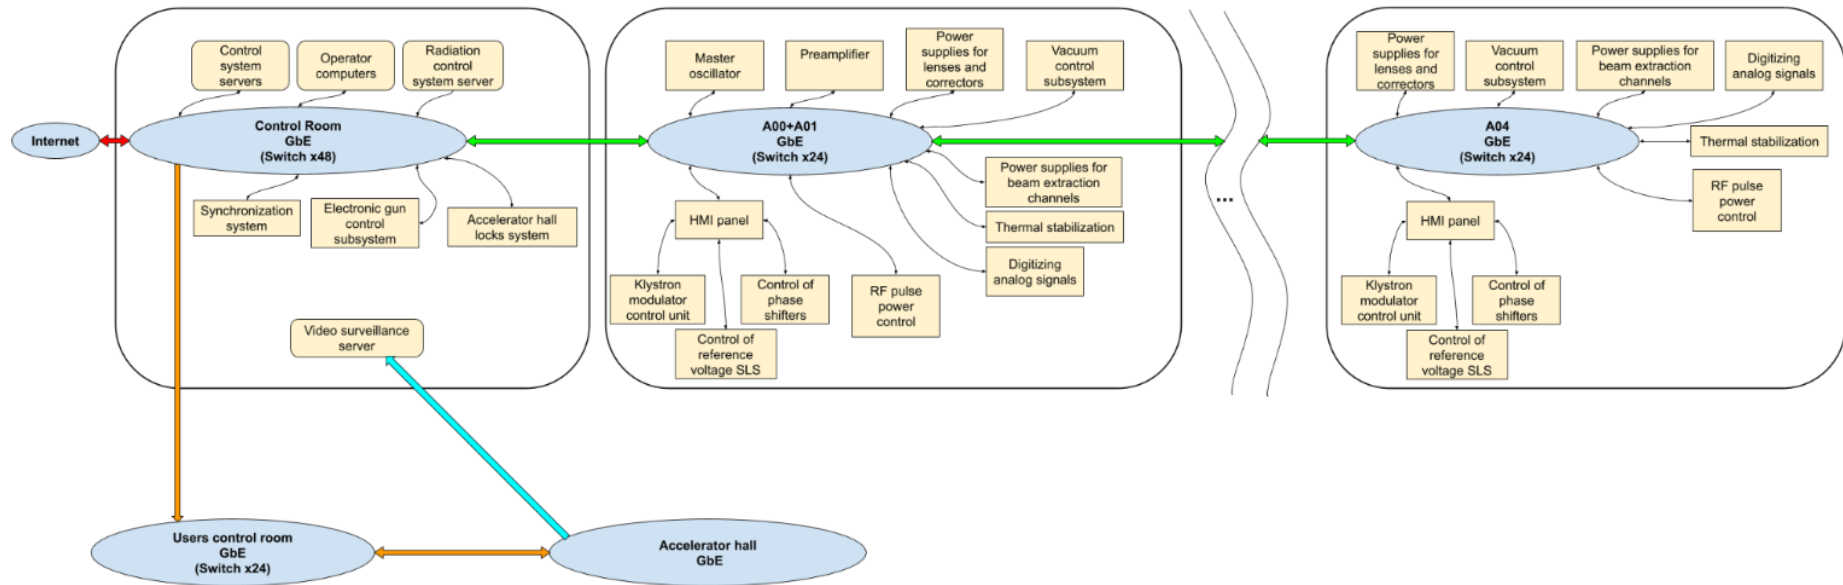 Control
system
servers
Operator
computers
Radiation
control
system server
Internet
Control Room
GbE
(Switch x48)
Synchronization
system
Electronic gun
control
subsystem
Accelerator hall
locks system
Video surveillance
server
Master
oscillator
Preamplifier
Power
supplies for
lenses and
correctors
Vacuum
control
subsystem
A00+A01
GbE
(Switch x24)
Power supplies for
beam extraction
channels
HMI panel
Thermal stabilization
Klystron
modulator
control unit
Control of
phase
shifters
RF pulse
power
control
Digitizing
analog signals
Control of
reference
voltage SLS
...
Power
supplies for
lenses and
correctors
Vacuum
control
subsystem
Power supplies for
beam extraction
channels
Digitizing
analog signals
A04
GbE
(Switch x24)
Thermal stabilization
HMI panel
RF pulse
power
control
Klystron
modulator
control unit
Control of
phase
shifters
Control of
reference
voltage SLS
Users control room
GbE
(Switch x24)
Accelerator hall
GbE